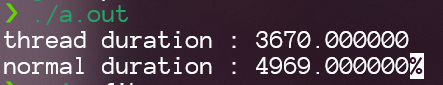 ❯ ./a.out
thread duration : 3670.000000
normal duration : 4969.000000%